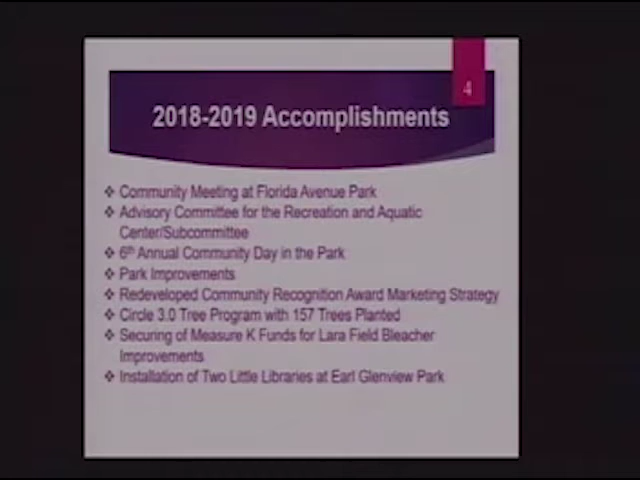 4
2018-2019 Accomplishments
❖ Community Meeting at Florida Avenue Park
❖ Advisory Committee for the Recreation and Aquatic
Center/Subcommittee
❖ 6th Annual Community Day in the Park
❖ Park Improvements
❖ Redeveloped Community Recognition Award Marketing Strategy
❖ Circle 3.0 Tree Program with 157 Trees Planted
❖ Securing of Measure K Funds for Lara Field Bleacher
Improvements
❖ Installation of Two Little Libraries at Earl Glenview Park